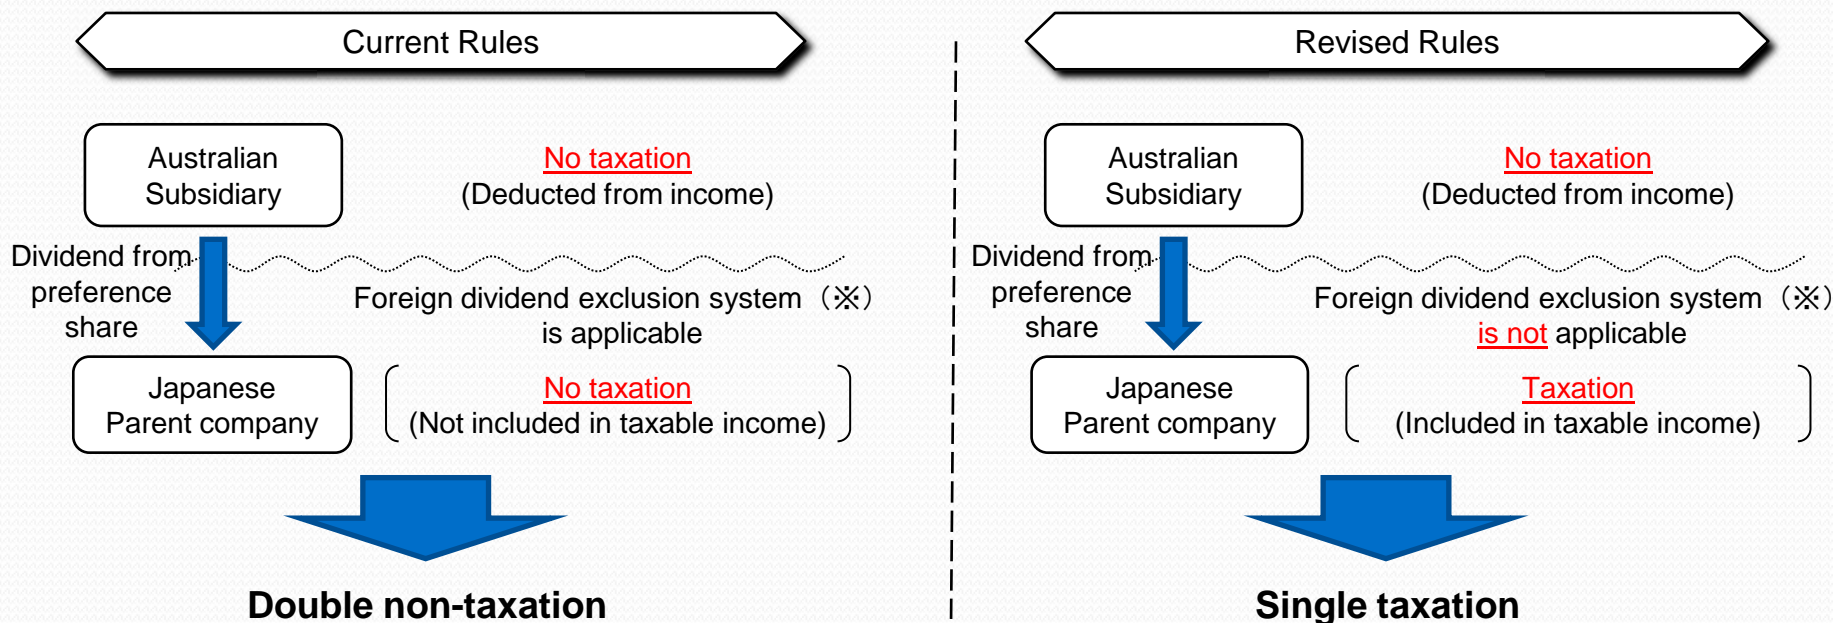 Current Rules
Australian
Subsidiary
No taxation
(Deducted from income)
Dividend from
preference
share
Foreign dividend exclusion system（※）
is applicable
Japanese
Parent company
No taxation
(Not included in taxable income)
Double non-taxation
Revised Rules
Australian
Subsidiary
No taxation
(Deducted from income)
Dividend from
preference
share
Foreign dividend exclusion system（※）
is not applicable
Japanese
Parent company
Taxation
(Included in taxable income)
Single taxation